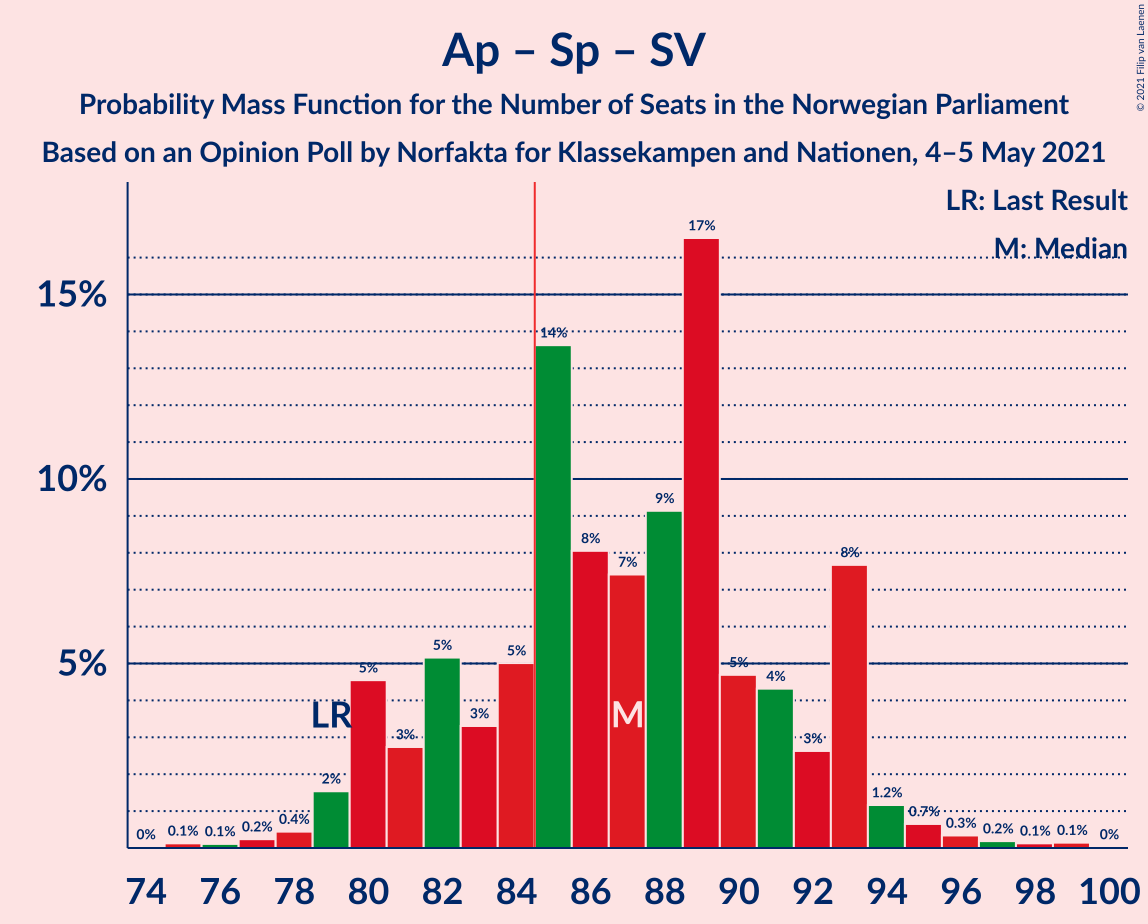 Ap – Sp – SV
Probability Mass Function for the Number of Seats in the Norwegian Parliament
Based on an Opinion Poll by Norfakta for Klassekampen and Nationen, 4–5 May 2021
© 2021 Filip van Laenen
LR: Last Result
M: Median
15%
10%
5%
0% 0.1% 0.1% 0.2% 0.4% 2% 5% 3% 5% 3% 5% 14% 8% 7% 9% 17% 5% 4% 3% 8% 1.2% 0.7% 0.3% 0.2% 0.1% 0.1% 0%
LR M
74 76 78 80 82 84 86 88 90 92 94 96 98 100